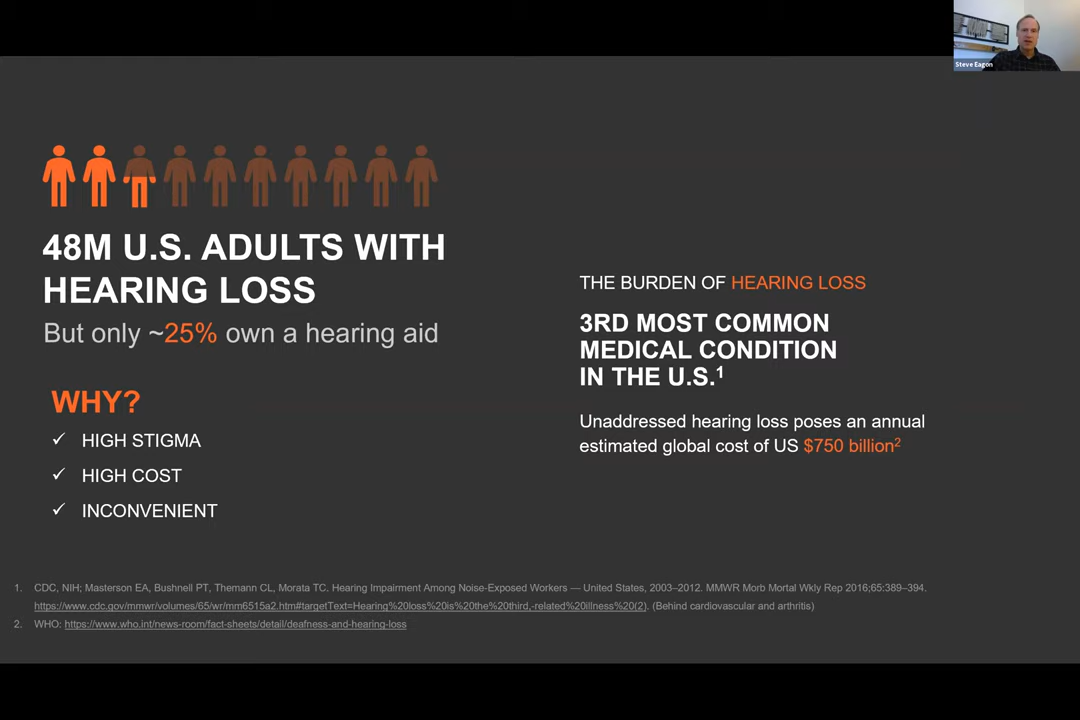 Steve Eagon
48M U.S. ADULTS WITH
HEARING LOSS
But only ~25% own a hearing aid
WHY?
✓ HIGH STIGMA
✓ HIGH COST
✓ INCONVENIENT
THE BURDEN OF HEARING LOSS
3RD MOST COMMON
MEDICAL CONDITION
IN THE U.S.1
Unaddressed hearing loss poses an annual
estimated global cost of US $750 billion2
1. CDC, NIH; Masterson EA, Bushnell PT, Themann CL, Morata TC. Hearing Impairment Among Noise-Exposed Workers — United States, 2003–2012. MMWR Morb Mortal Wkly Rep 2016;65:389–394.
https://www.cdc.gov/mmwr/volumes/65/wr/mm6515a2.htm#targetText=Hearing%20loss%20is%20the%20third,-related%20illness%20(2). (Behind cardiovascular and arthritis)
2. WHO: https://www.who.int/news-room/fact-sheets/detail/deafness-and-hearing-loss